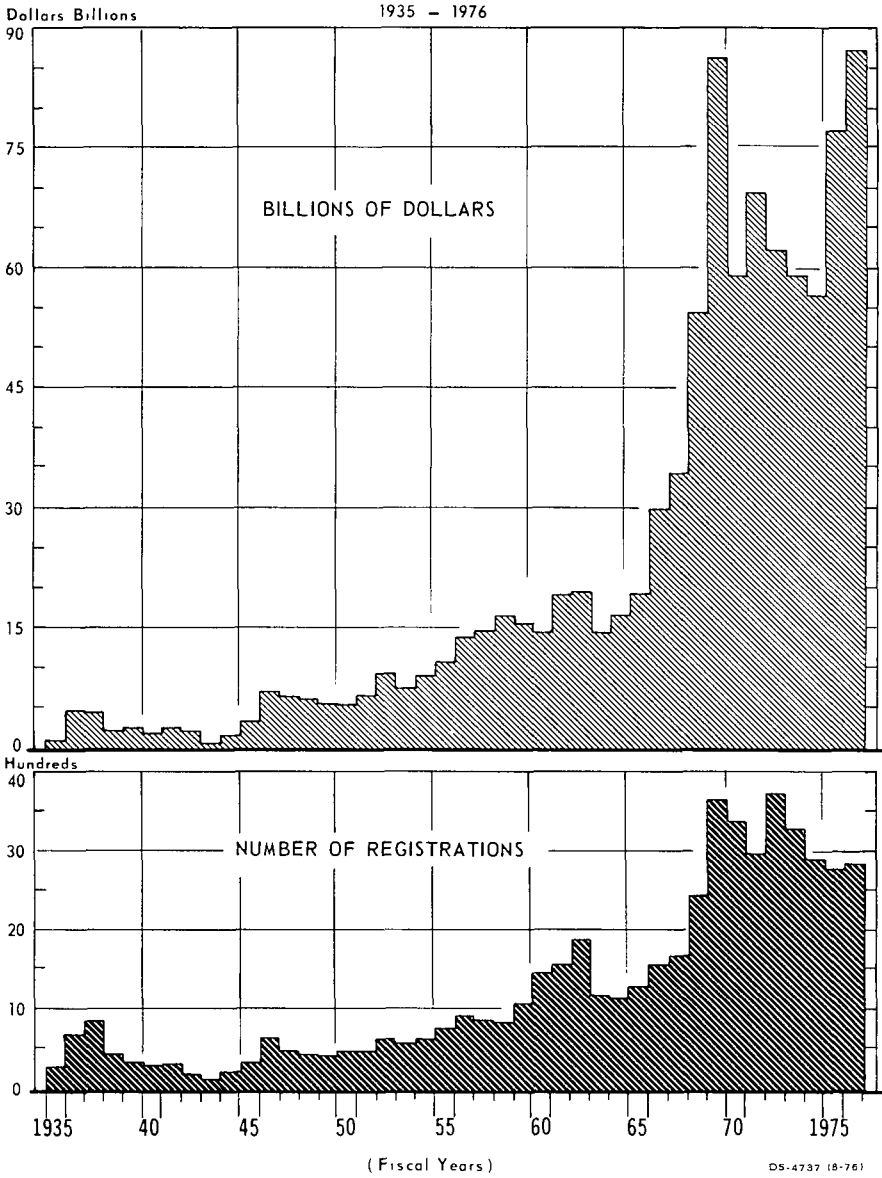 Dollars Billions
1935 – 1976
90
75
BILLIONS OF DOLLARS
60
45
30
15
0
Hundreds
40
30
NUMBER OF REGISTRATIONS
20
10
0
1935 40 45 50 55 60 65 70 1975
(Fiscal Years)
DS-4737 (8-76)